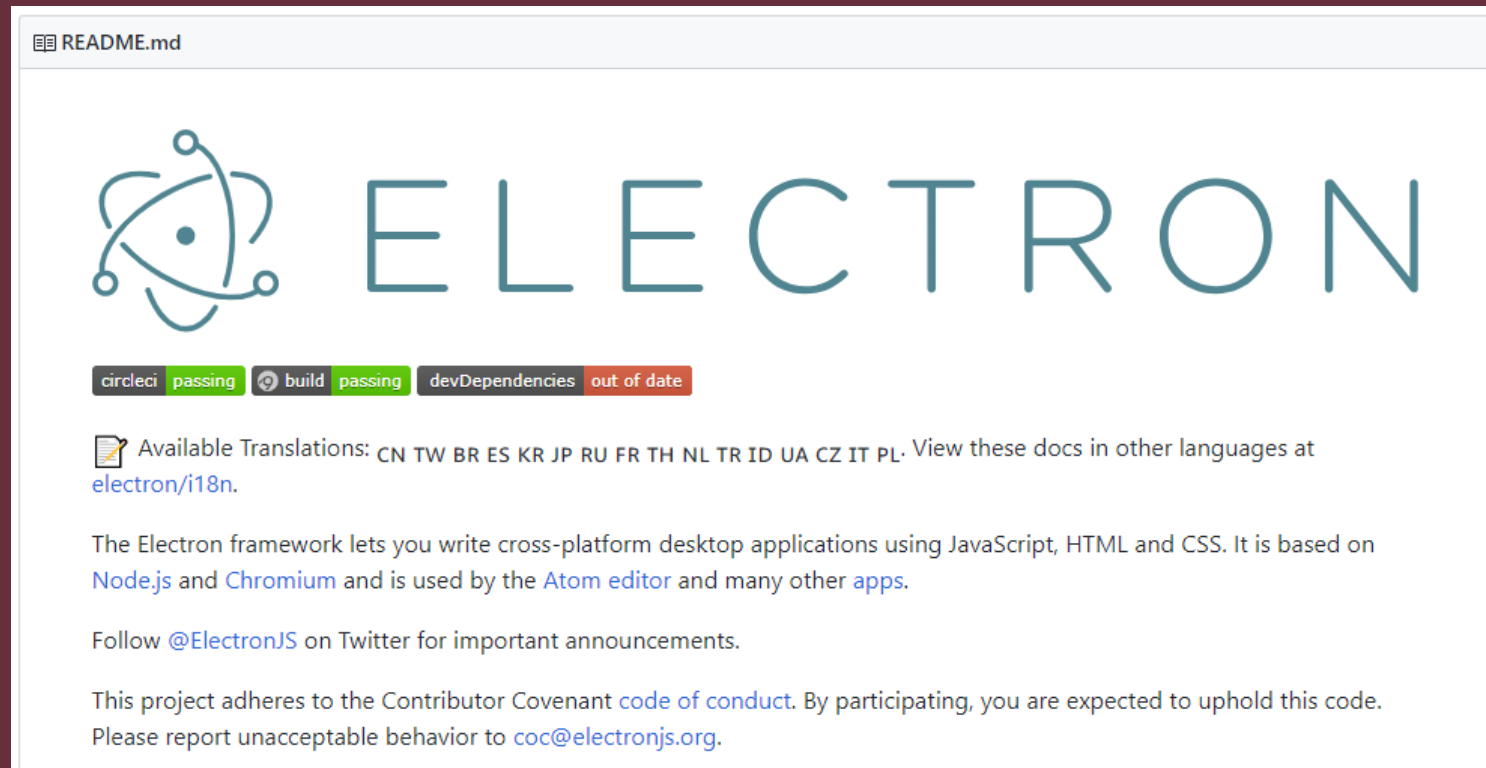 README.md
ELECTRON
circleci passing build passing devDependencies out of date
Available Translations: CN TW BR ES KR JP RU FR TH NL TR ID UA CZ IT PL. View these docs in other languages at
electron/i18n.
The Electron framework lets you write cross-platform desktop applications using JavaScript, HTML and CSS. It is based on
Node.js and Chromium and is used by the Atom editor and many other apps.
Follow @ElectronJS on Twitter for important announcements.
This project adheres to the Contributor Covenant code of conduct. By participating, you are expected to uphold this code.
Please report unacceptable behavior to coc@electronjs.org.